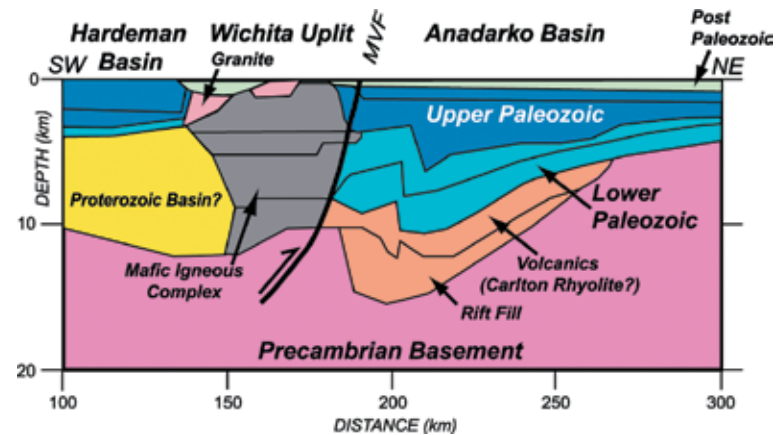 Hardeman Basin
Wichita Uplit
MVF
Anadarko Basin
Post Paleozoic
SW
Granite
NE
0
Upper Paleozoic
DEPTH (km)
Proterozoic Basin?
Lower Paleozoic
10
Mafic Igneous Complex
Volcanics
(Carlton Rhyolite?)
Rift Fill
Precambrian Basement
20
100
150
200
250
300
DISTANCE (km)